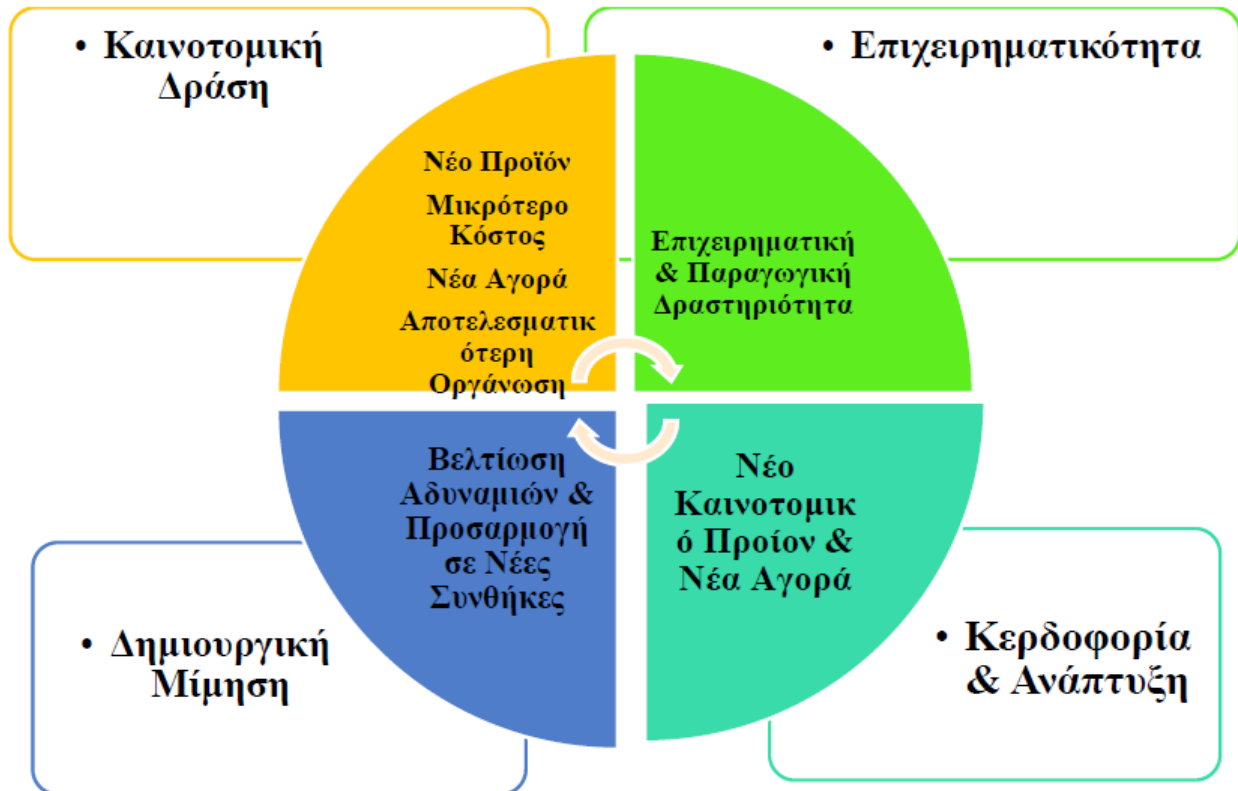 • Καινοτομική
Δράση
• Επιχειρηματικότητα
Νέο Προϊόν
Μικρότερο
Κόστος
Νέα Αγορά
Αποτελεσματικ
ότερη
Οργάνωση
Επιχειρηματική
& Παραγωγική
Δραστηριότητα
Βελτίωση
Αδυναμιών &
Προσαρμογή
σε Νέες
Συνθήκες
Νέο
Καινοτομικ
ό Προίον &
Νέα Αγορά
• Δημιουργική
Μίμηση
• Κερδοφορία
& Ανάπτυξη